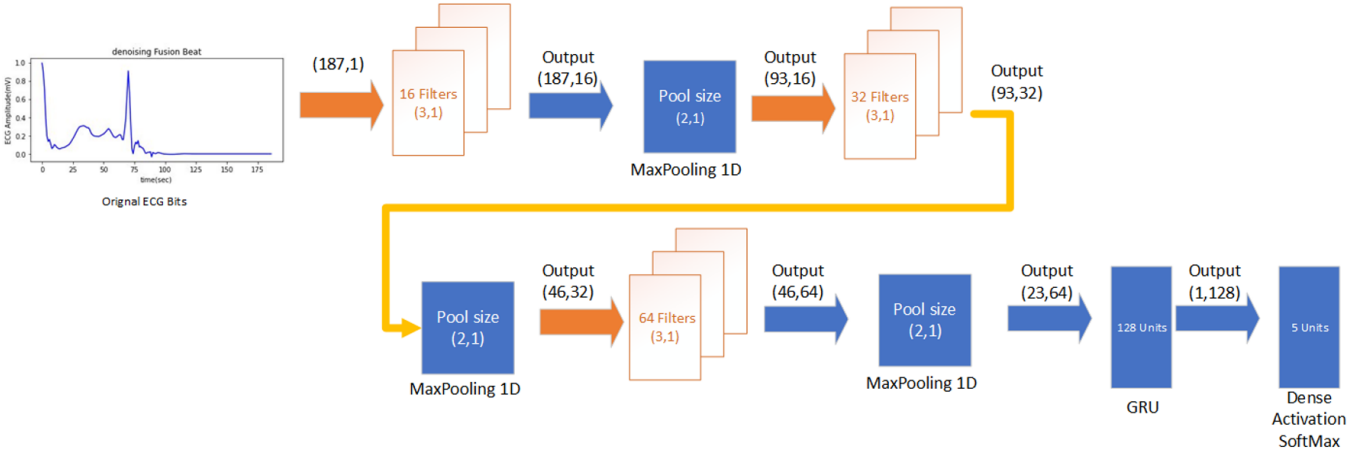 denoising Fusion Beat
ECG Amplitude(mV)
1.0
0.8
0.6
0.4
0.2
0.0
0 25 50 75 100 125 150 175
time(sec)
Orignal ECG Bits
(187,1)
16 Filters
(3,1)
Output
(187,16)
Pool size
(2,1)
MaxPooling 1D
Output
(93,16)
32 Filters
(3,1)
Output
(93,32)
Pool size
(2,1)
MaxPooling 1D
Output
(46,32)
64 Filters
(3,1)
Output
(46,64)
Pool size
(2,1)
MaxPooling 1D
Output
(23,64)
128 Units
GRU
Output
(1,128)
5 Units
Dense
Activation
SoftMax